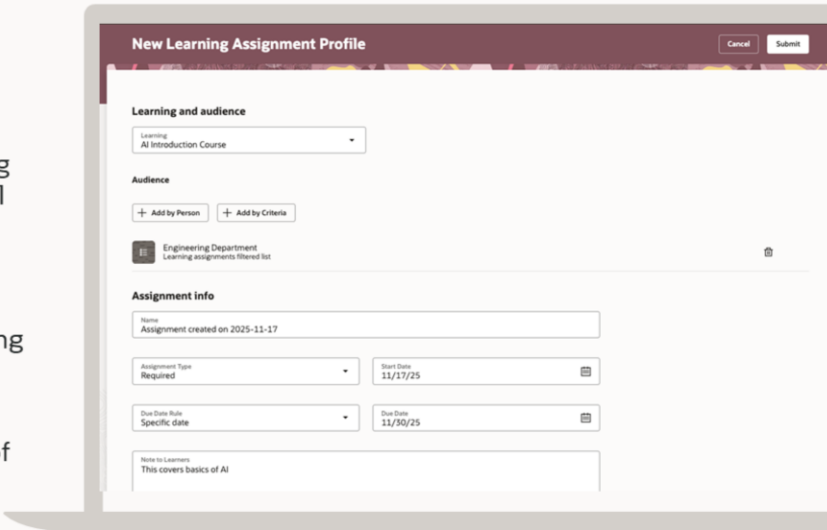 New Learning Assignment Profile
Cancel
Submit
Learning and audience
Learning
AI Introduction Course
Audience
+ Add by Person
+ Add by Criteria
Engineering Department
Learning assignments filtered list
Assignment info
Name
Assignment created on 2025-11-17
Assignment Type
Required
Start Date
11/17/25
Due Date Rule
Specific date
Due Date
11/30/25
Note to Learners
This covers basics of AI